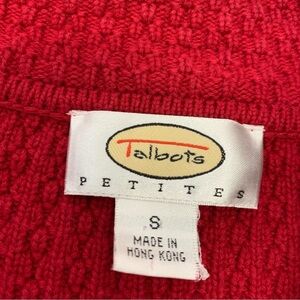 Talbots
PETITES
S
MADE IN
HONG KONG